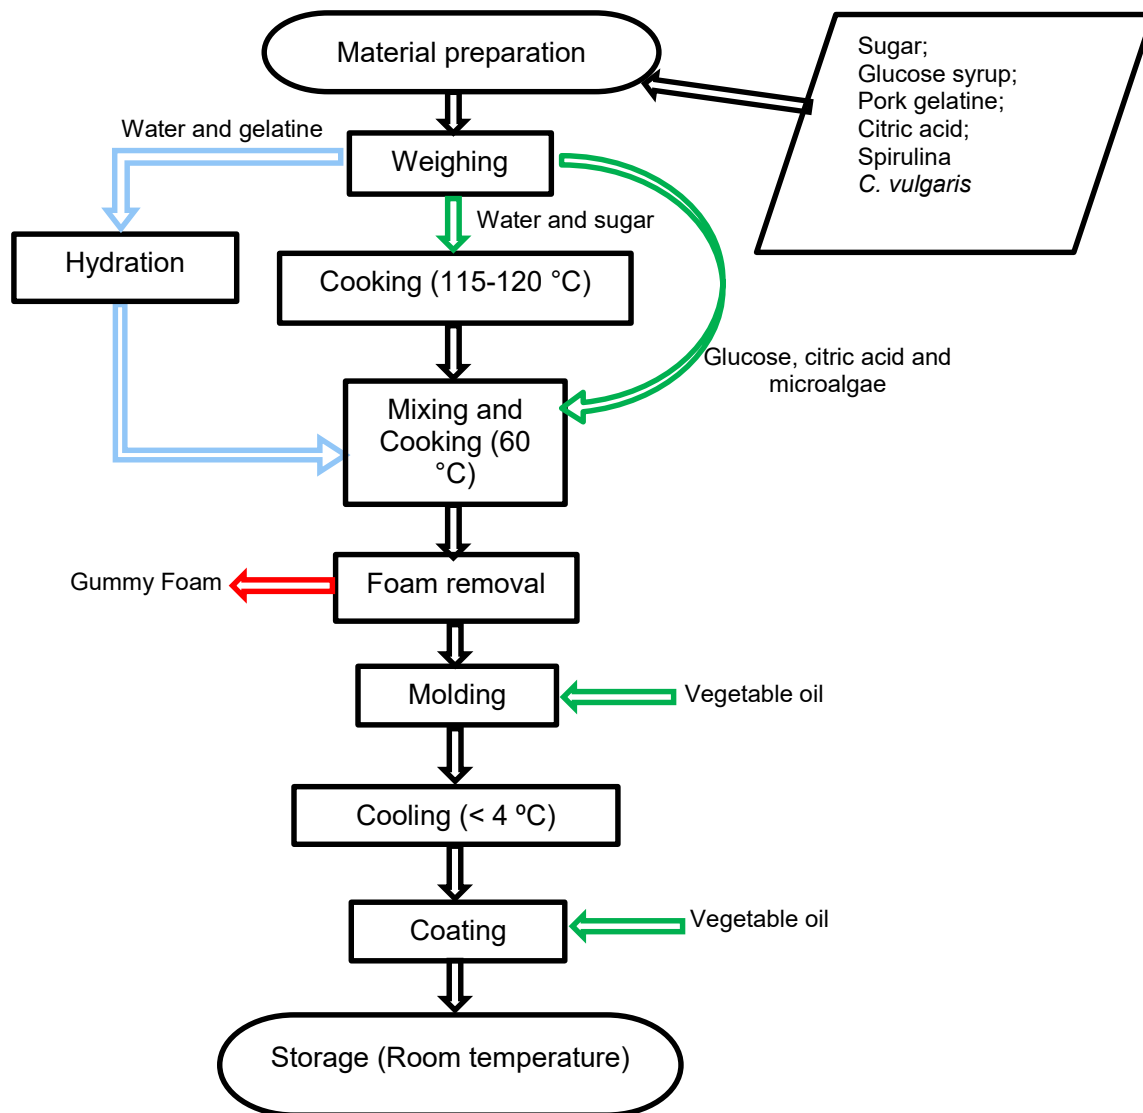 Material preparation
Sugar;
Glucose syrup;
Pork gelatine;
Citric acid;
Spirulina
C. vulgaris
Water and gelatine
Weighing
Water and sugar
Hydration
Cooking (115-120 °C)
Glucose, citric acid and
microalgae
Mixing and
Cooking (60
°C)
Gummy Foam
Foam removal
Molding
Vegetable oil
Cooling (< 4 ºC)
Coating
Vegetable oil
Storage (Room temperature)